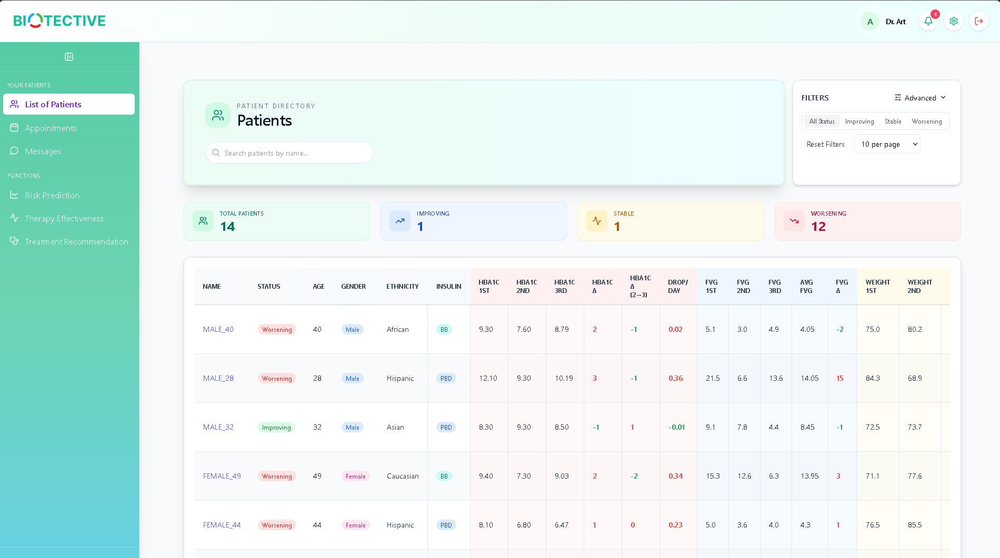 BIOTECTIVE
A Dr. Art 6
YOUR PATIENTS
List of Patients
Appointments
Messages
FUNCTIONS
Risk Prediction
Therapy Effectiveness
Treatment Recommendation
PATIENT DIRECTORY
Patients
Search patients by name...
FILTERS Advanced
All Status Improving Stable Worsening
Reset Filters 10 per page
TOTAL PATIENTS
14
IMPROVING
1
STABLE
1
WORSENING
12
NAME STATUS AGE GENDER ETHNICITY INSULIN HBA1C 1ST HBA1C 2ND HBA1C 3RD HBA1C Δ HBA1C Δ (2→3) DROP/ DAY FVG 1ST FVG 2ND FVG 3RD AVG FVG FVG Δ WEIGHT 1ST WEIGHT 2ND
MALE_40 Worsening 40 Male African BB 9.30 7.60 8.79 2 -1 0.02 5.1 3.0 4.9 4.05 -2 75.0 80.2
MALE_28 Worsening 28 Male Hispanic PBD 12.10 9.30 10.19 3 -1 0.36 21.5 6.6 13.6 14.05 15 84.3 68.9
MALE_32 Improving 32 Male Asian PBD 8.30 9.30 8.50 -1 1 -0.01 9.1 7.8 4.4 8.45 -1 72.5 73.7
FEMALE_49 Worsening 49 Female Caucasian BB 9.40 7.30 9.03 2 -2 0.34 15.3 12.6 6.3 13.95 3 71.1 77.6
FEMALE_44 Worsening 44 Female Hispanic PBD 8.10 6.80 6.47 1 0 0.23 5.0 3.6 4.0 4.3 1 76.5 85.5